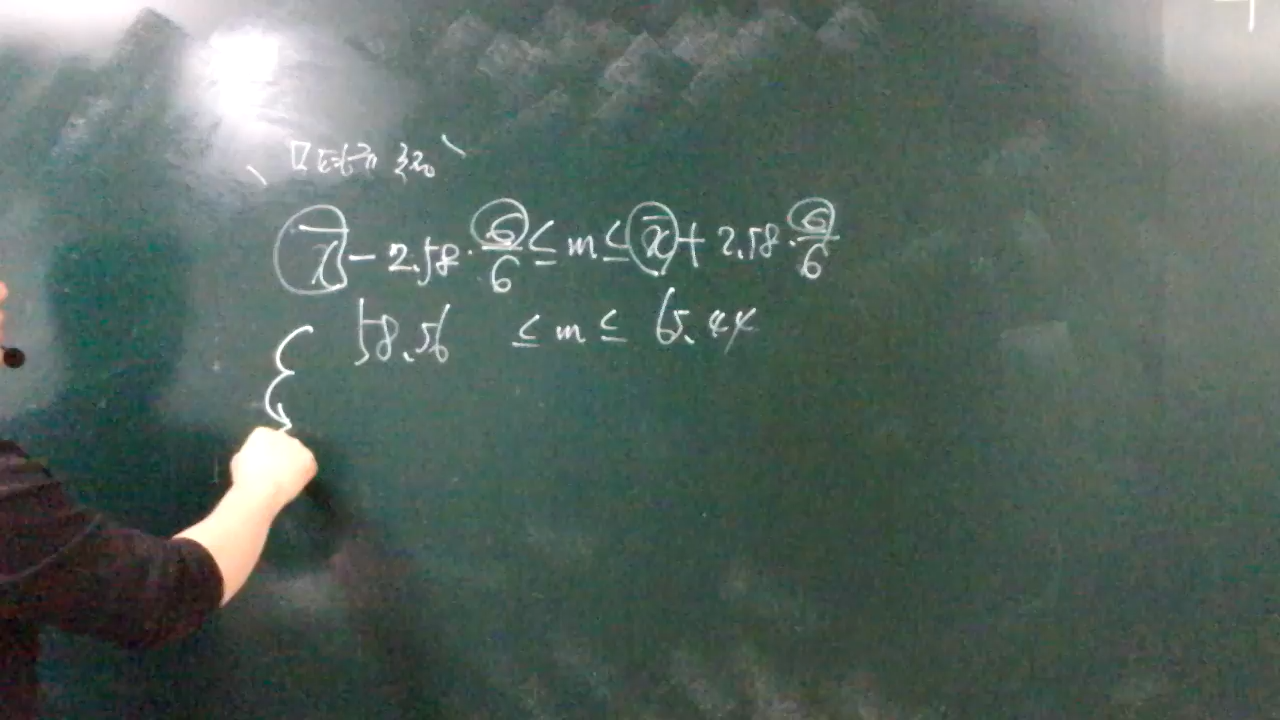 x̄ - 2.58 · σ/6 ≤ m ≤ x̄ + 2.58 · σ/6
58.56 ≤ m ≤ 65.44